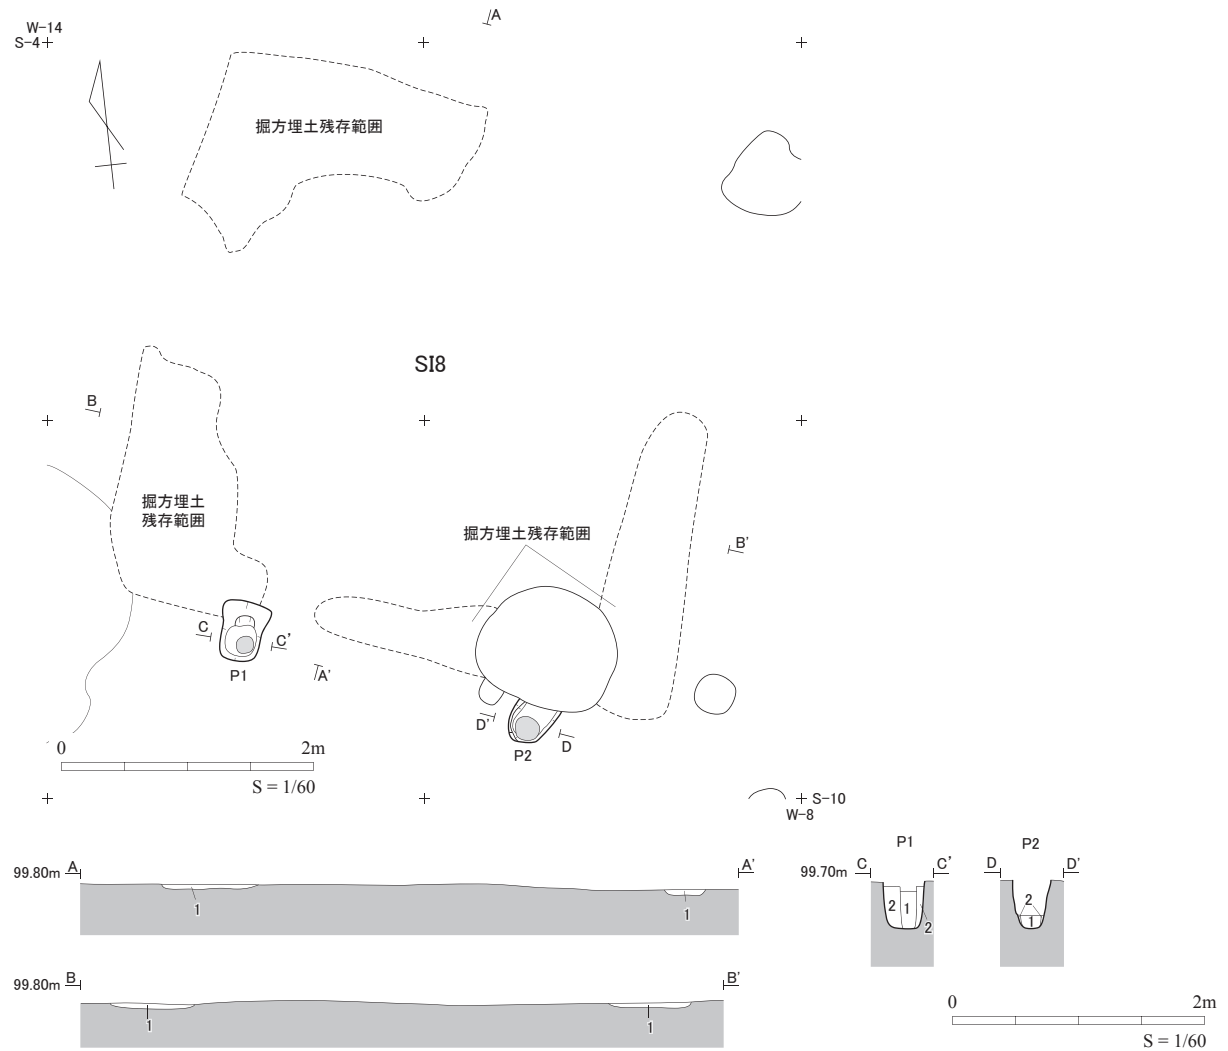 W-14
S-4
A
掘方埋土残存範囲
SI8
B
掘方埋土
残存範囲
掘方埋土残存範囲
B'
C
C'
P1
A'
D'
D
P2
0 2m
S = 1/60
S-10
W-8
99.80m A A'
1 1
99.80m B B'
1 1
P1 P2
99.70m C C' D D'
2 1 2
2 1
0 2m
S = 1/60